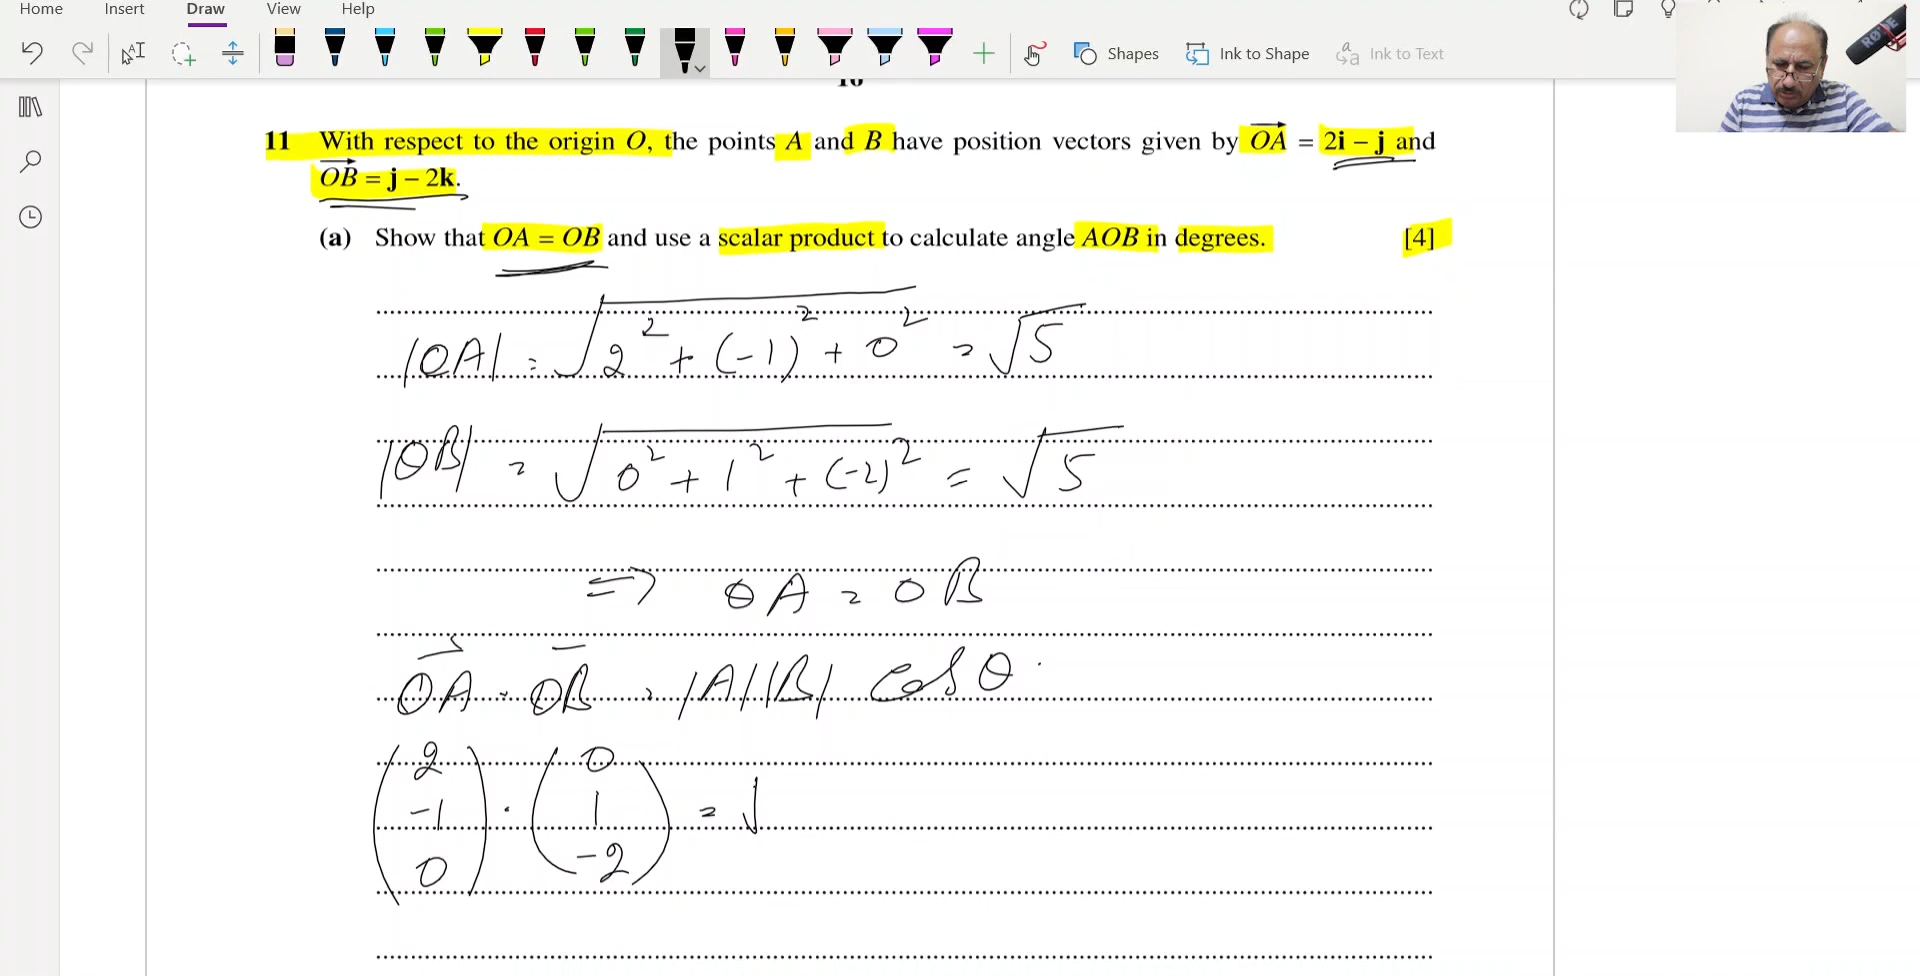 Home Insert Draw View Help
Shapes Ink to Shape Ink to Text
RØDE
10
11 With respect to the origin O, the points A and B have position vectors given by OA = 2i – j and
OB = j – 2k.
(a) Show that OA = OB and use a scalar product to calculate angle AOB in degrees. [4]
|OA| = √2² + (-1)² + 0² = √5
|OB| = √0² + 1² + (-2)² = √5
⇒ OA = OB
OA · OB = |A||B| Cos θ
(2 -1 0) · (0 1 -2) = √